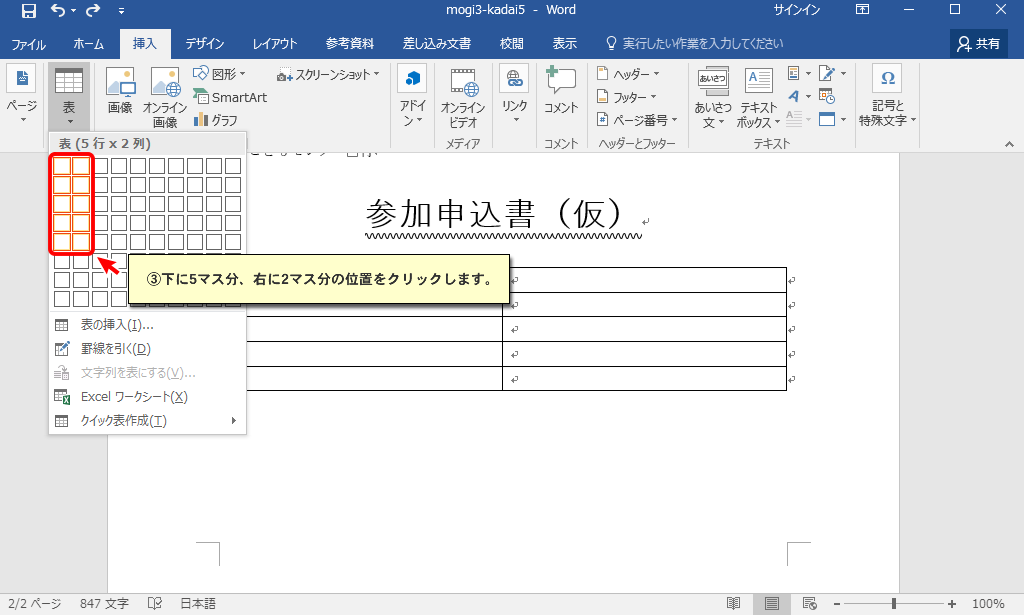 mogi3-kadai5 - Word
サインイン
ファイル ホーム 挿入 デザイン レイアウト 参考資料 差し込み文書 校閲 表示 実行したい作業を入力してください 共有
ページ
表
画像
オンライン
画像
図形
SmartArt
グラフ
スクリーンショット
アドイ
ン
オンライン
ビデオ
メディア
リンク
コメント
コメント
ヘッダー
フッター
ページ番号
ヘッダーとフッター
あいさつ
あいさつ
文
テキスト
ボックス
テキスト
記号と
特殊文字
表 (5 行 x 2 列)
参加申込書（仮）
③下に5マス分、右に2マス分の位置をクリックします。
表の挿入(I)...
罫線を引く(D)
文字列を表にする(V)...
Excel ワークシート(X)
クイック表作成(T)
2/2 ページ 847 文字 日本語 100%